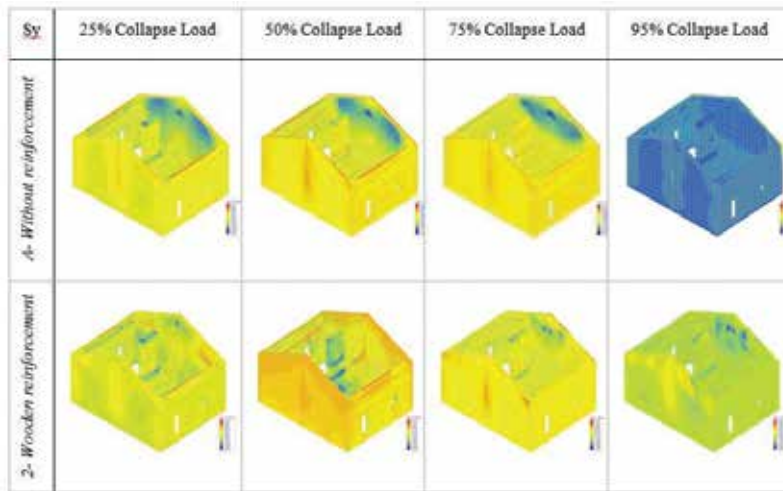 Sy
25% Collapse Load
50% Collapse Load
75% Collapse Load
95% Collapse Load
A- Without reinforcement
2- Wooden reinforcement